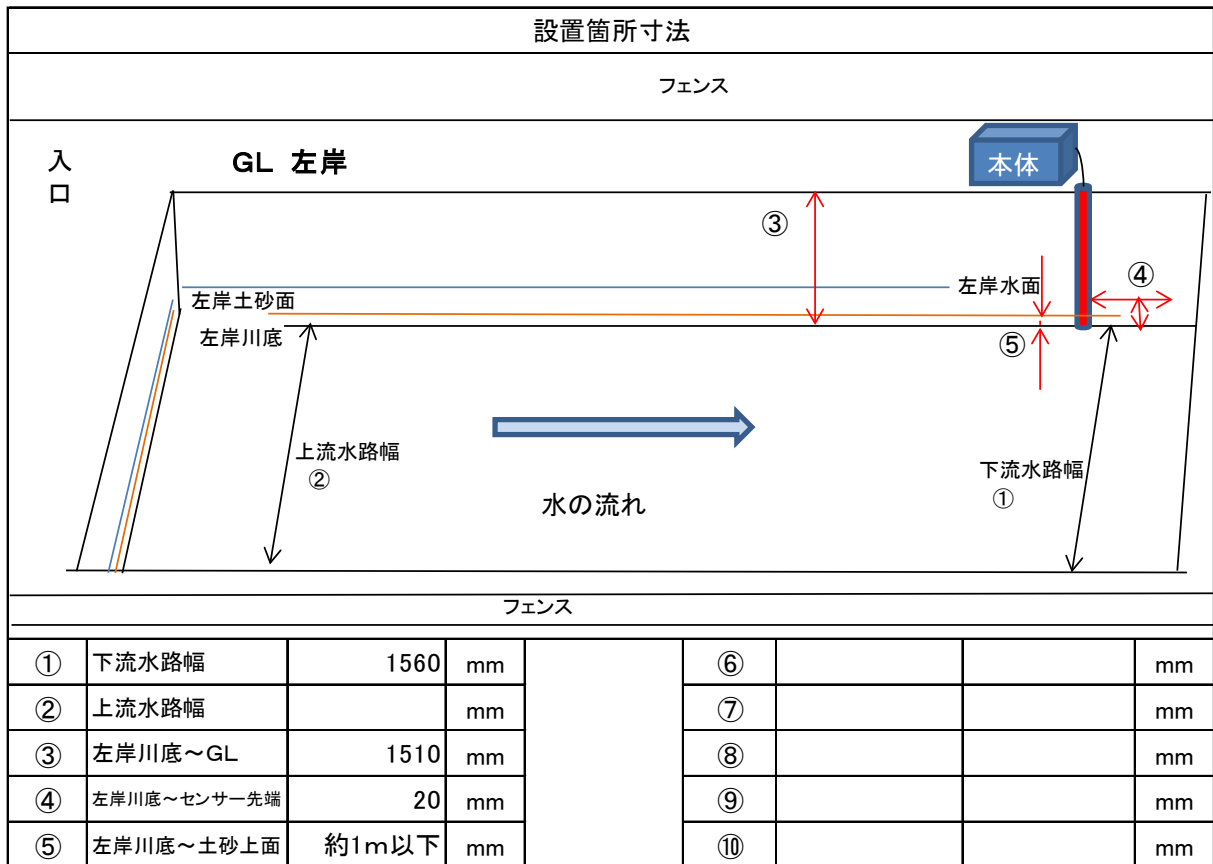 設置箇所寸法
フェンス
入口
GL 左岸
本体
③
④
左岸水面
左岸土砂面
左岸川底
⑤
上流水路幅
②
下流水路幅
①
水の流れ
フェンス
① 下流水路幅 1560 mm ⑥ mm
② 上流水路幅 mm ⑦ mm
③ 左岸川底～GL 1510 mm ⑧ mm
④ 左岸川底～センサー先端 20 mm ⑨ mm
⑤ 左岸川底～土砂上面 約1m以下 mm ⑩ mm